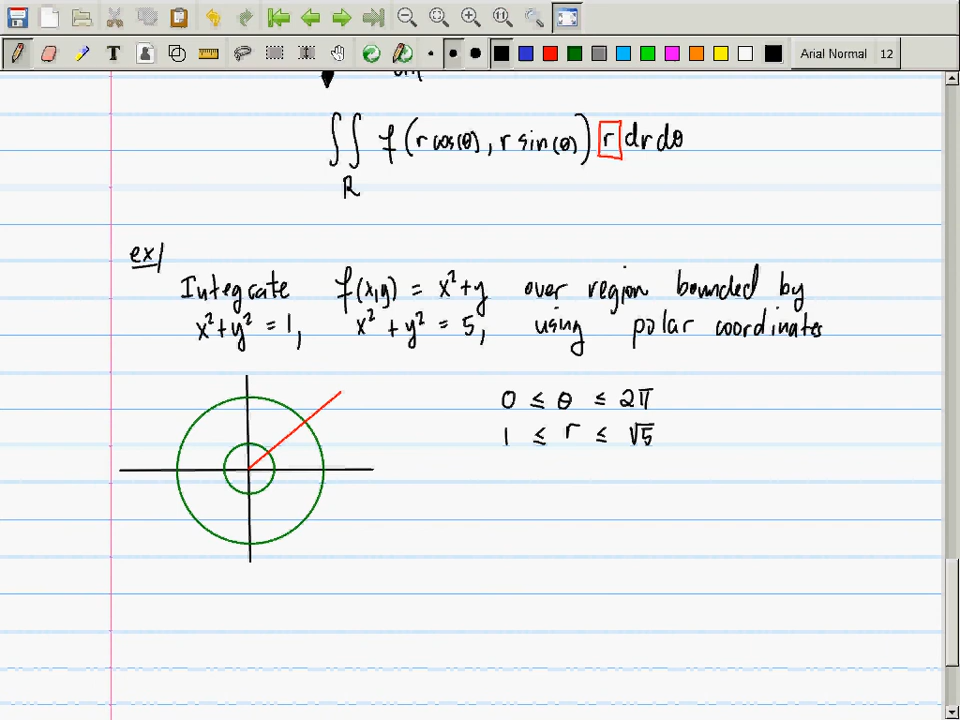 Arial Normal 12
∬ f(r cos(θ), r sin(θ)) r dr dθ
R
ex/
Integrate f(x,y) = x²+y over region bounded by
x²+y² = 1, x²+y² = 5, using polar coordinates
0 ≤ θ ≤ 2π
1 ≤ r ≤ √5